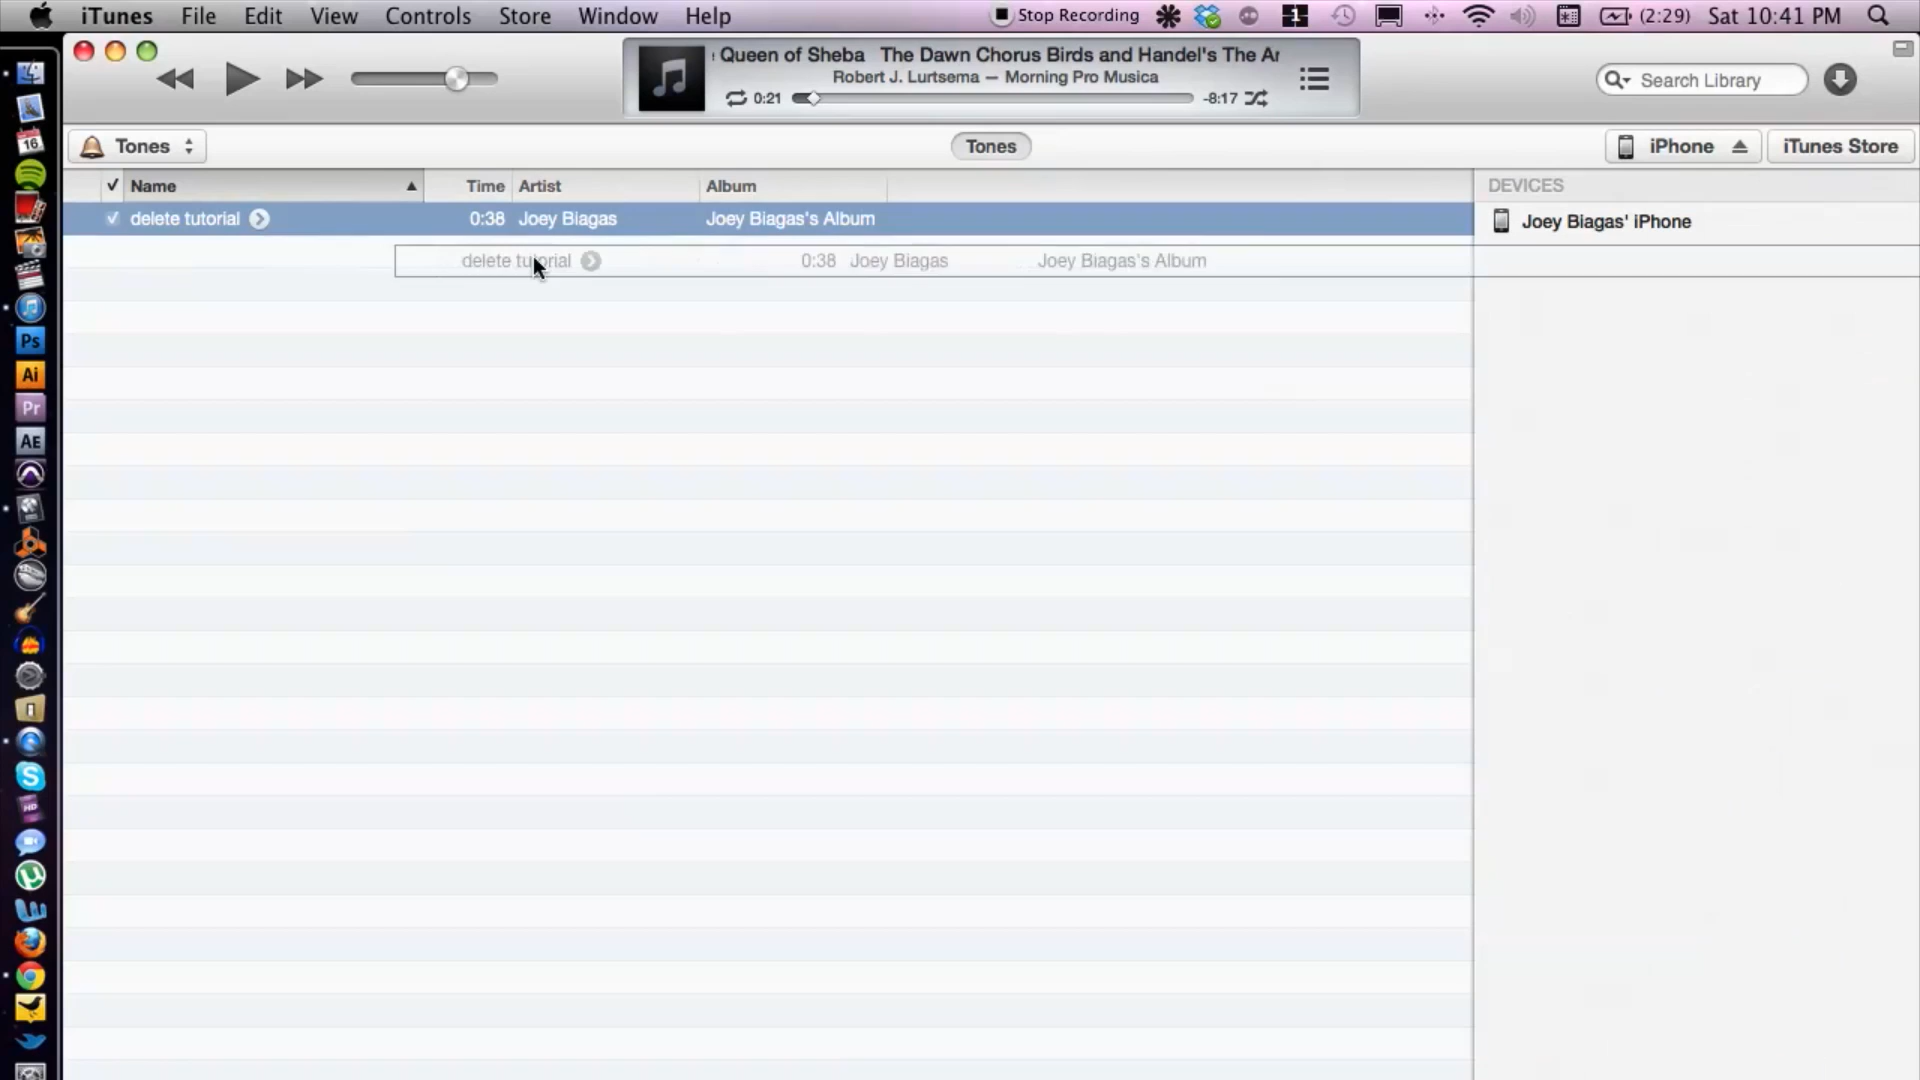 iTunes File Edit View Controls Store Window Help Stop Recording 1 (2:29) Sat 10:41 PM
Queen of Sheba The Dawn Chorus Birds and Handel's The Ar
Robert J. Lurtsema — Morning Pro Musica
0:21 -8:17
Search Library
Tones Tones iPhone iTunes Store
Name Time Artist Album DEVICES
delete tutorial 0:38 Joey Biagas Joey Biagas's Album Joey Biagas' iPhone
delete tutorial 0:38 Joey Biagas Joey Biagas's Album
16
Ps
Ai
Pr
AE
HD